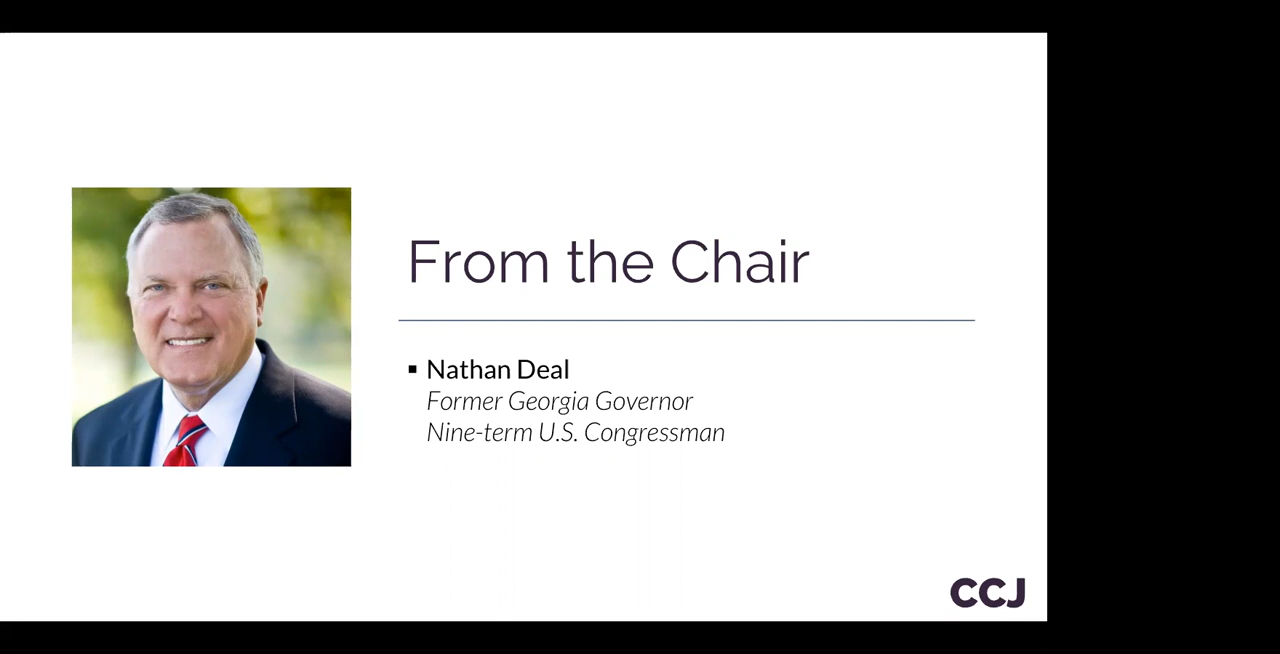 From the Chair
▪ Nathan Deal
Former Georgia Governor
Nine-term U.S. Congressman
CCJ